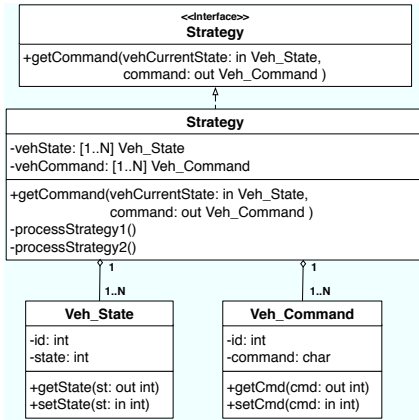 <<Interface>>
Strategy
+getCommand(vehCurrentState: in Veh_State,
command: out Veh_Command )
Strategy
-vehState: [1..N] Veh_State
-vehCommand: [1..N] Veh_Command
+getCommand(vehCurrentState: in Veh_State,
command: out Veh_Command )
-processStrategy1()
-processStrategy2()
1
1..N
1
1..N
Veh_State
-id: int
-state: int
+getState(st: out int)
+setState(st: in int)
Veh_Command
-id: int
-command: char
+getCmd(cmd: out int)
+setCmd(cmd: in int)